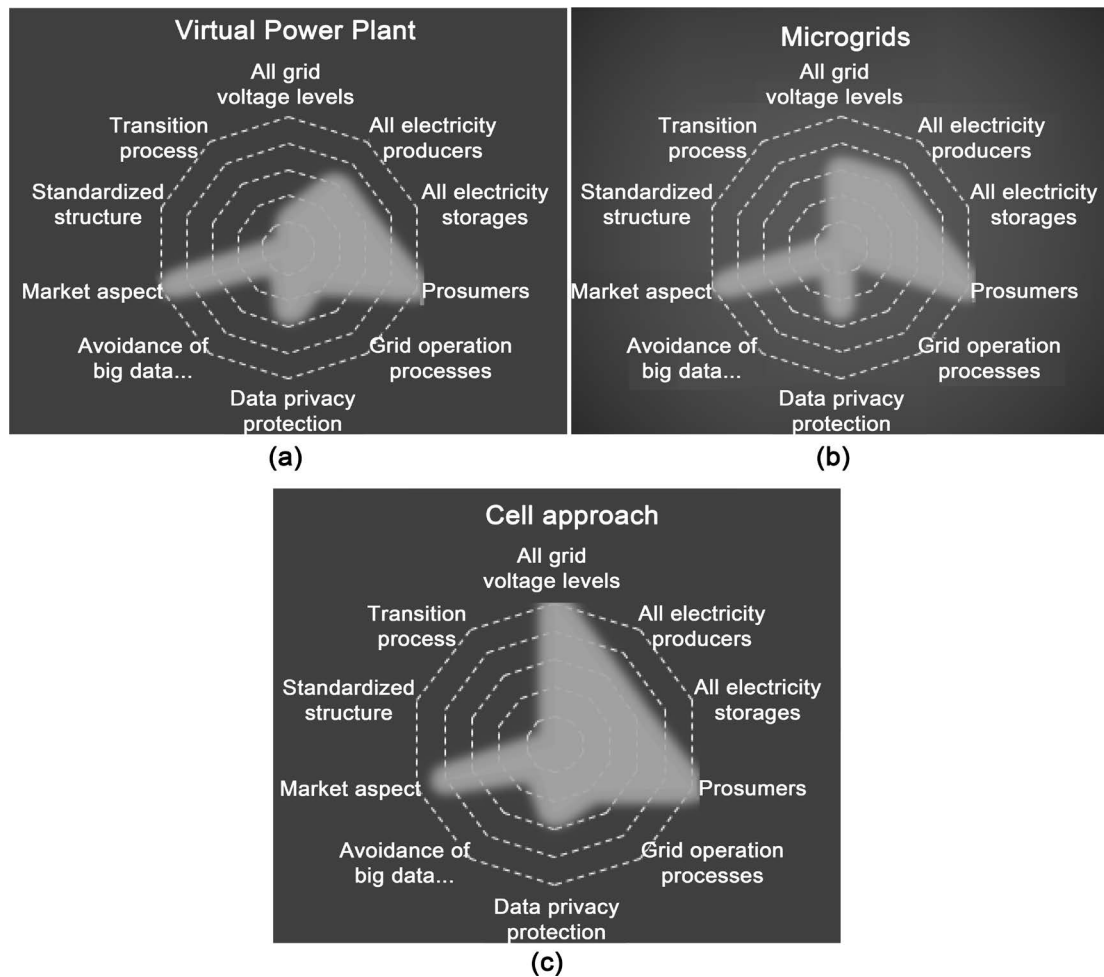 Virtual Power Plant
All grid
voltage levels
Transition
process
All electricity
producers
Standardized
structure
All electricity
storages
Market aspect
Prosumers
Avoidance of
big data...
Grid operation
processes
Data privacy
protection
(a)
Microgrids
All grid
voltage levels
Transition
process
All electricity
producers
Standardized
structure
All electricity
storages
Market aspect
Prosumers
Avoidance of
big data...
Grid operation
processes
Data privacy
protection
(b)
Cell approach
All grid
voltage levels
Transition
process
All electricity
producers
Standardized
structure
All electricity
storages
Market aspect
Prosumers
Avoidance of
big data...
Grid operation
processes
Data privacy
protection
(c)